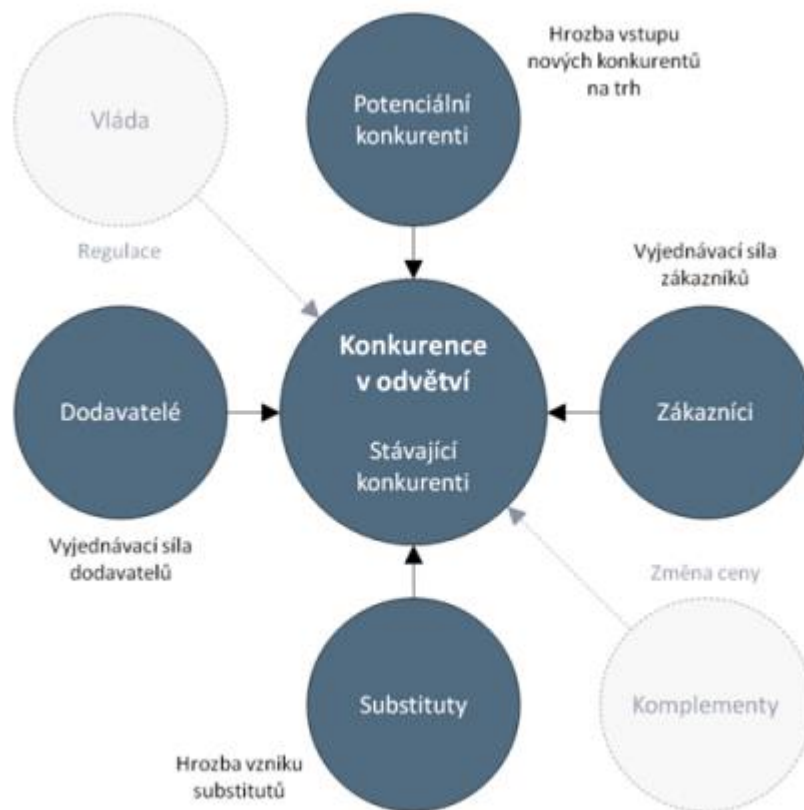 Hrozba vstupu
nových konkurentů
na trh
Vláda
Potenciální
konkurenti
Regulace
Vyjednávací síla
zákazníků
Konkurence
v odvětví
Dodavatelé
Zákazníci
Stávající
konkurenti
Vyjednávací síla
dodavatelů
Změna ceny
Substituty
Komplementy
Hrozba vzniku
substitutů